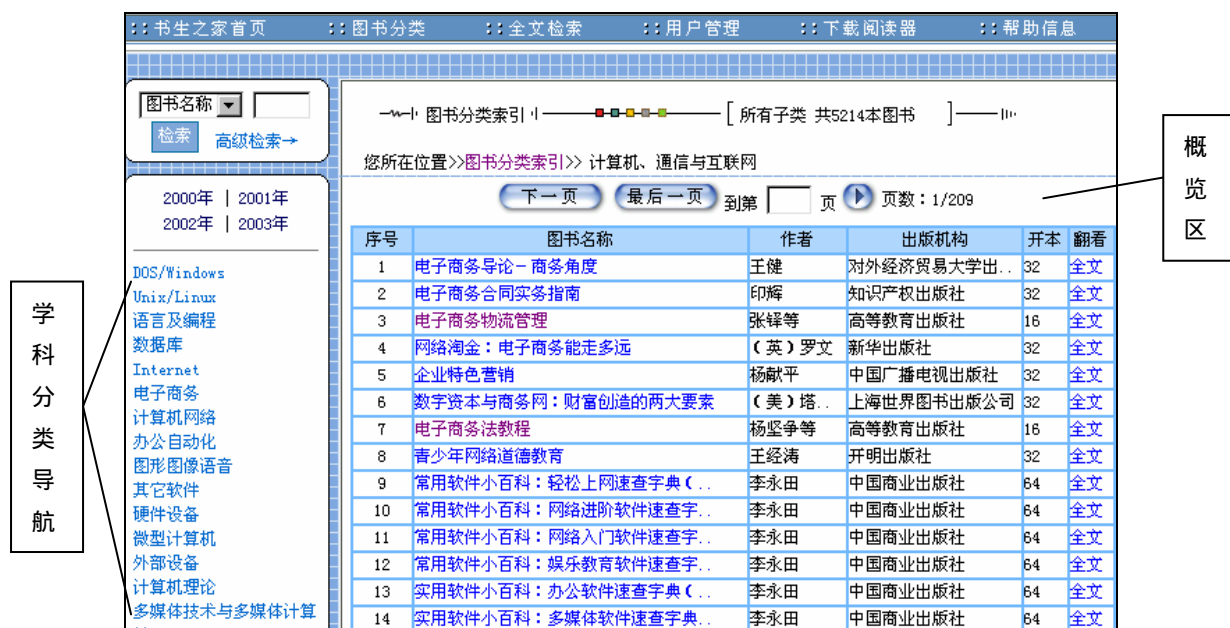 ::书生之家首页 ::图书分类 ::全文检索 ::用户管理 ::下载阅读器 ::帮助信息
图书名称
检索 高级检索→
2000年 | 2001年
2002年 | 2003年
DOS/Windows
Unix/Linux
语言及编程
数据库
Internet
电子商务
计算机网络
办公自动化
图形图像语音
其它软件
硬件设备
微型计算机
外部设备
计算机理论
多媒体技术与多媒体计算
学科分类导航
图书分类索引 [ 所有子类 共5214本图书 ]
您所在位置>>图书分类索引>> 计算机、通信与互联网
下一页 最后一页 到第 页 页数：1/209
序号 图书名称 作者 出版机构 开本 翻看
1 电子商务导论－商务角度 王健 对外经济贸易大学出.. 32 全文
2 电子商务合同实务指南 印辉 知识产权出版社 32 全文
3 电子商务物流管理 张铎等 高等教育出版社 16 全文
4 网络淘金：电子商务能走多远 （英）罗文 新华出版社 32 全文
5 企业特色营销 杨献平 中国广播电视出版社 32 全文
6 数字资本与商务网：财富创造的两大要素 （美）塔.. 上海世界图书出版公司 32 全文
7 电子商务法教程 杨坚争等 高等教育出版社 16 全文
8 青少年网络道德教育 王经涛 开明出版社 32 全文
9 常用软件小百科：轻松上网速查字典（.. 李永田 中国商业出版社 64 全文
10 常用软件小百科：网络进阶软件速查字.. 李永田 中国商业出版社 64 全文
11 常用软件小百科：网络入门软件速查字.. 李永田 中国商业出版社 64 全文
12 常用软件小百科：娱乐教育软件速查字.. 李永田 中国商业出版社 64 全文
13 实用软件小百科：办公软件速查字典（.. 李永田 中国商业出版社 64 全文
14 实用软件小百科：多媒体软件速查字典.. 李永田 中国商业出版社 64 全文
概览区